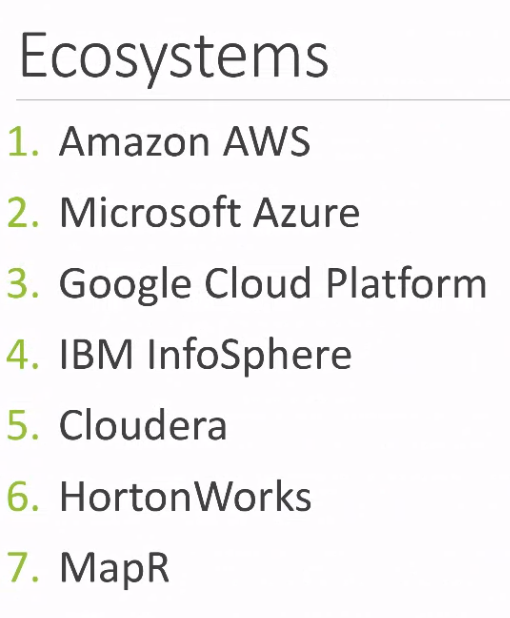 Ecosystems
1. Amazon AWS
2. Microsoft Azure
3. Google Cloud Platform
4. IBM InfoSphere
5. Cloudera
6. HortonWorks
7. MapR